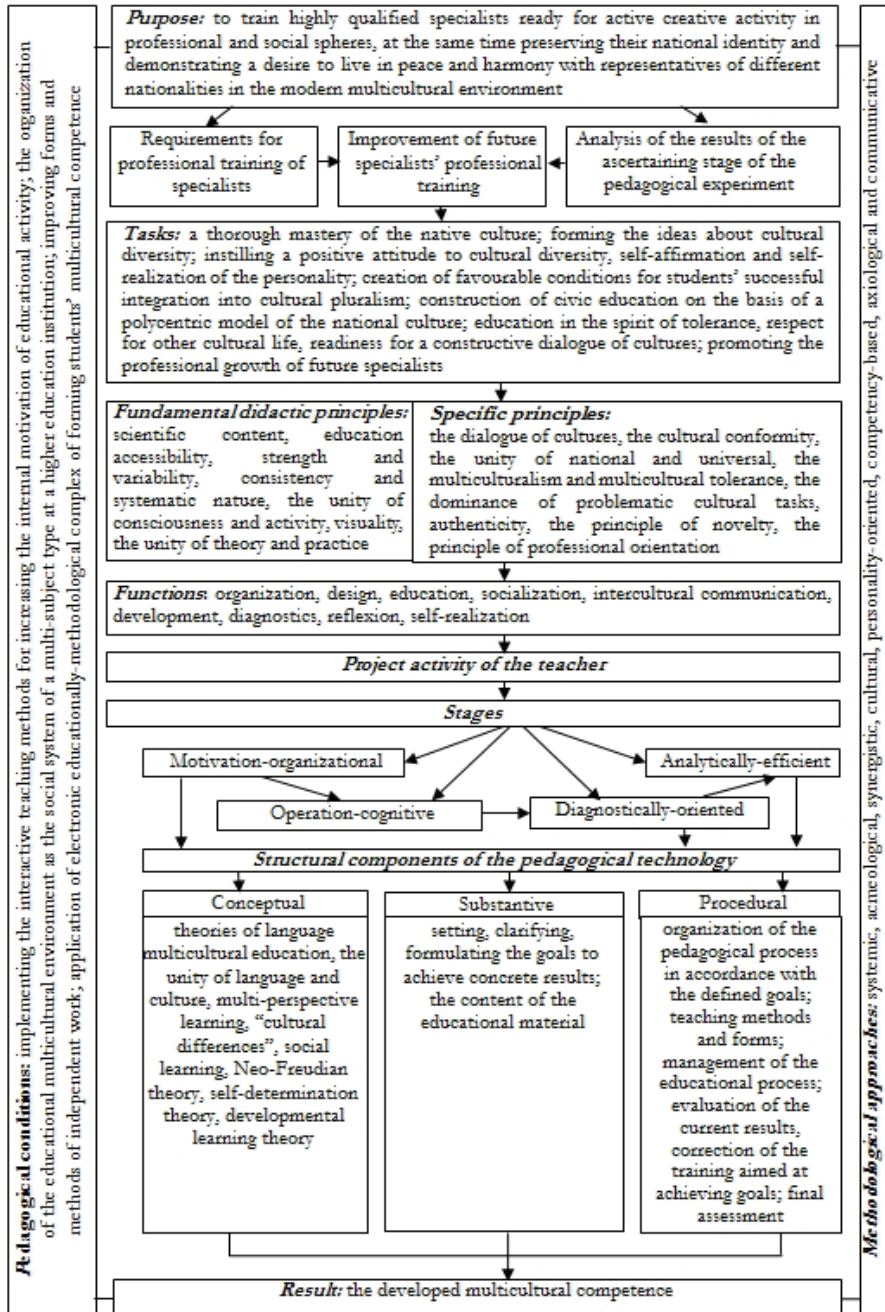 Purpose: to train highly qualified specialists ready for active creative activity in
professional and social spheres, at the same time preserving their national identity and
demonstrating a desire to live in peace and harmony with representatives of different
nationalities in the modern multicultural environment
Requirements for
professional training of
specialists
Improvement of future
specialists' professional
training
Analysis of the results of the
ascertaining stage of the
pedagogical experiment
Tasks: a thorough mastery of the native culture; forming the ideas about cultural
diversity; instilling a positive attitude to cultural diversity, self-affirmation and self-
realization of the personality; creation of favourable conditions for students' successful
integration into cultural pluralism; construction of civic education on the basis of a
polycentric model of the national culture; education in the spirit of tolerance, respect
for other cultural life, readiness for a constructive dialogue of cultures; promoting the
professional growth of future specialists
Fundamental didactic principles:
scientific content, education
accessibility, strength and
variability, consistency and
systematic nature, the unity of
consciousness and activity, visuality,
the unity of theory and practice
Specific principles:
the dialogue of cultures, the cultural conformity,
the unity of national and universal, the
multiculturalism and multicultural tolerance, the
dominance of problematic cultural tasks,
authenticity, the principle of novelty, the
principle of professional orientation
Functions: organization, design, education, socialization, intercultural communication,
development, diagnostics, reflexion, self-realization
Project activity of the teacher
Stages
Motivation-organizational
Analytically-efficient
Operation-cognitive
Diagnostically-oriented
Structural components of the pedagogical technology
Conceptual
theories of language
multicultural education, the
unity of language and
culture, multi-perspective
learning, "cultural
differences", social
learning, Neo-Freudian
theory, self-determination
theory, developmental
learning theory
Substantive
setting, clarifying,
formulating the goals to
achieve concrete results;
the content of the
educational material
Procedural
organization of the
pedagogical process
in accordance with
the defined goals;
teaching methods
and forms;
management of the
educational process;
evaluation of the
current results,
correction of the
training aimed at
achieving goals; final
assessment
Result: the developed multicultural competence
Pedagogical conditions: implementing the interactive teaching methods for increasing the internal motivation of educational activity; the organization
of the educational multicultural environment as the social system of a multi-subject type at a higher education institution; improving forms and
methods of independent work; application of electronic educationally-methodological complex of forming students' multicultural competence
Methodological approaches: systemic, acmeological, synergistic, cultural, personality-oriented, competency-based, axiological and communicative